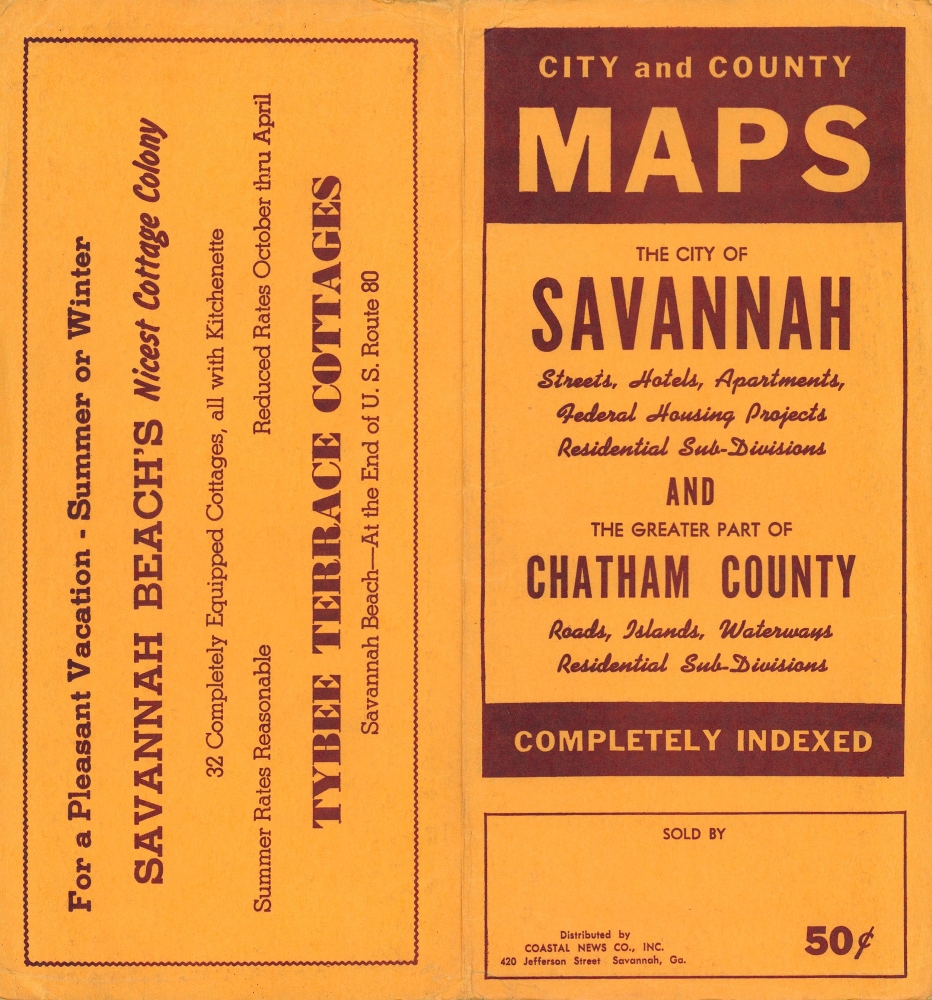 For a Pleasant Vacation - Summer or Winter
SAVANNAH BEACH'S Nicest Cottage Colony
32 Completely Equipped Cottages, all with Kitchenette
Summer Rates Reasonable Reduced Rates October thru April
TYBEE TERRACE COTTAGES
Savannah Beach—At the End of U. S. Route 80
CITY and COUNTY
MAPS
THE CITY OF
SAVANNAH
Streets, Hotels, Apartments,
Federal Housing Projects
Residential Sub-Divisions
AND
THE GREATER PART OF
CHATHAM COUNTY
Roads, Islands, Waterways
Residential Sub-Divisions
COMPLETELY INDEXED
SOLD BY
Distributed by
COASTAL NEWS CO., INC.
420 Jefferson Street Savannah, Ga.
50¢